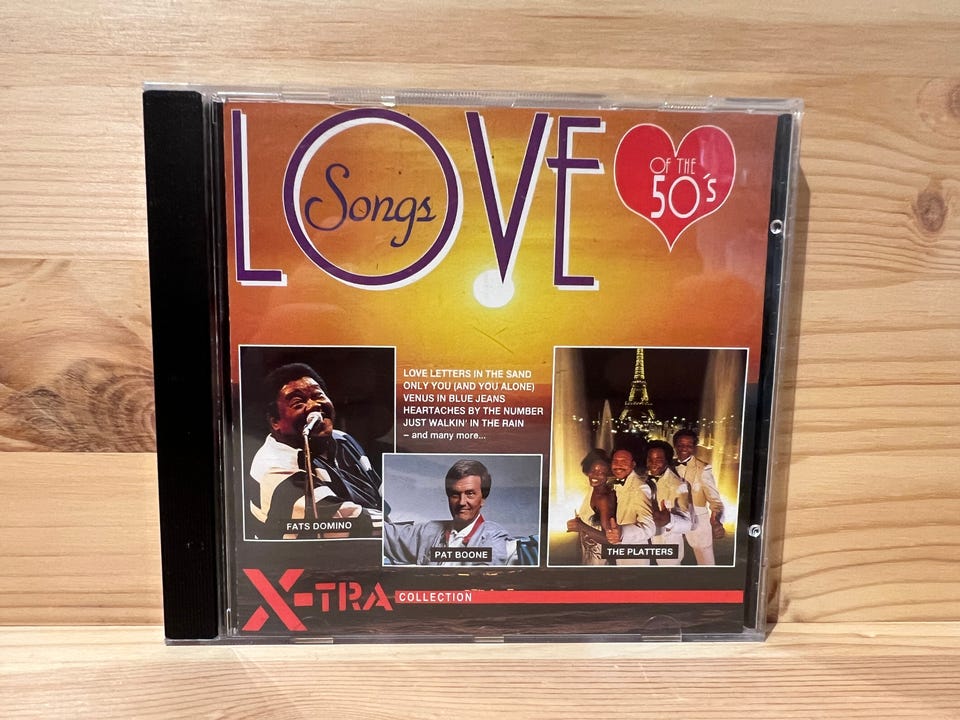 LOVE
Songs
OF THE
50's
LOVE LETTERS IN THE SAND
ONLY YOU (AND YOU ALONE)
VENUS IN BLUE JEANS
HEARTACHES BY THE NUMBER
JUST WALKIN' IN THE RAIN
– and many more...
FATS DOMINO
PAT BOONE
THE PLATTERS
X-TRA COLLECTION